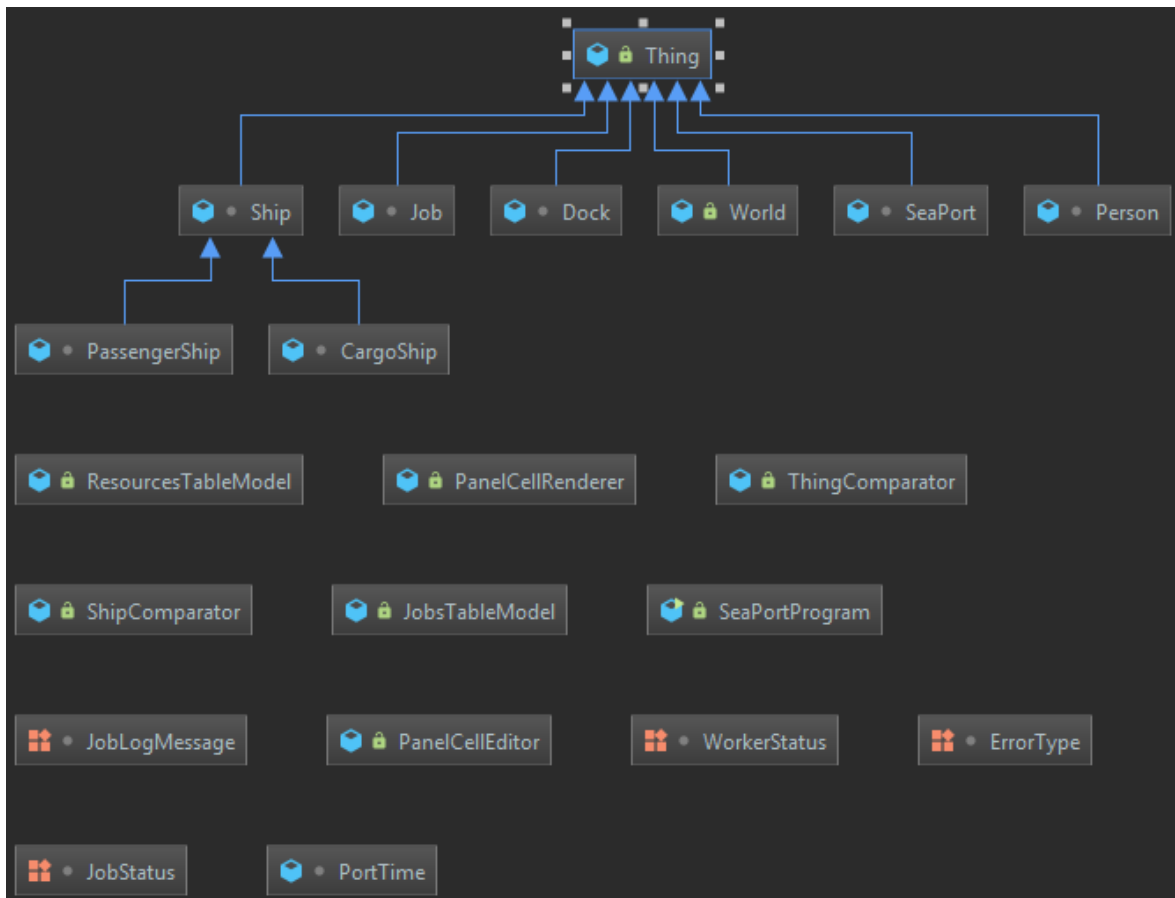 Thing
Ship Job Dock World SeaPort Person
PassengerShip CargoShip
ResourcesTableModel PanelCellRenderer ThingComparator
ShipComparator JobsTableModel SeaPortProgram
JobLogMessage PanelCellEditor WorkerStatus ErrorType
JobStatus PortTime